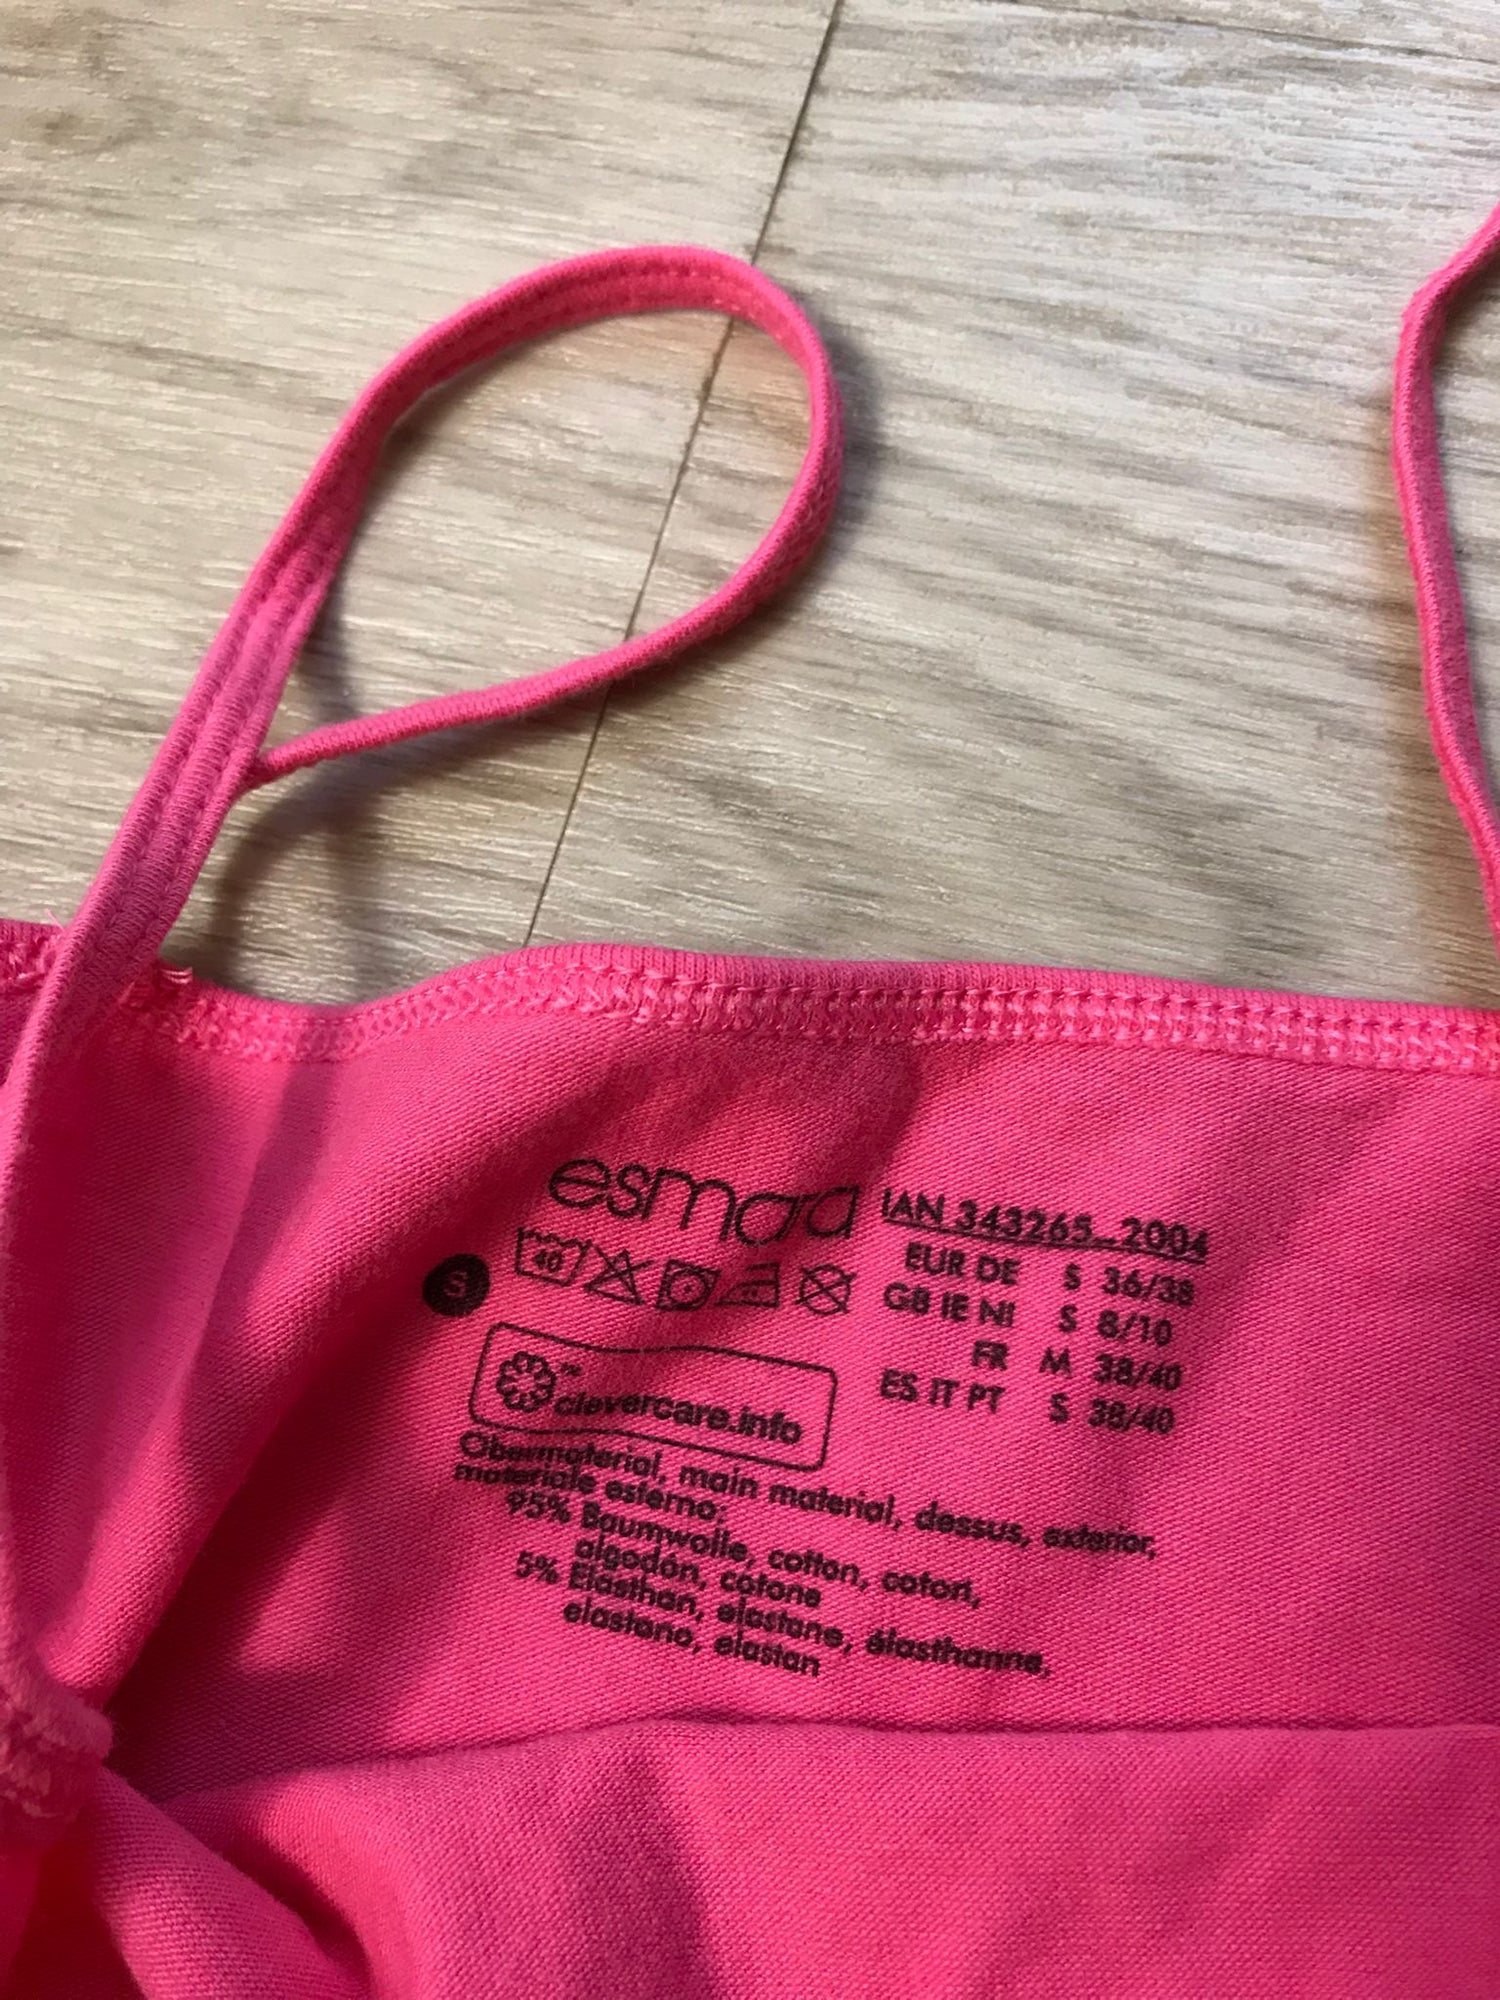 esmara
IAN 343265_2004
EUR DE S 36/38
GB IE NI S 8/10
FR M 38/40
ES IT PT S 38/40
S
40
™
clevercare.info
Obermaterial, main material, dessus, exterior,
materiale esterno:
95% Baumwolle, cotton, coton,
algodón, cotone
5% Elasthan, elastane, élasthanne,
elastano, elastan